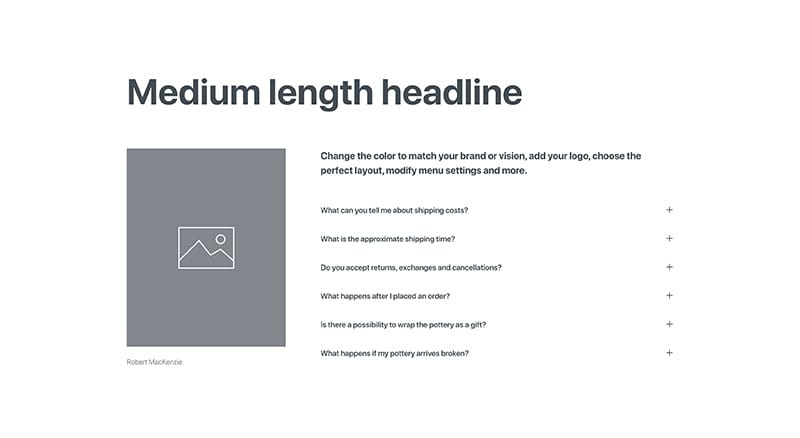 Medium length headline
Change the color to match your brand or vision, add your logo, choose the
perfect layout, modify menu settings and more.
What can you tell me about shipping costs?
What is the approximate shipping time?
Do you accept returns, exchanges and cancellations?
What happens after I placed an order?
Is there a possibility to wrap the pottery as a gift?
What happens if my pottery arrives broken?
Robert MacKenzie